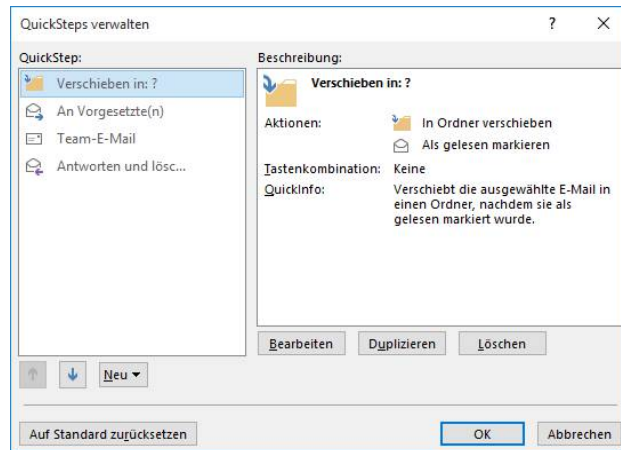 QuickSteps verwalten
QuickStep:
Verschieben in: ?
An Vorgesetzte(n)
Team-E-Mail
Antworten und lösc...
Neu
Beschreibung:
Verschieben in: ?
Aktionen:
In Ordner verschieben
Als gelesen markieren
Tastenkombination: Keine
QuickInfo: Verschiebt die ausgewählte E-Mail in
einen Ordner, nachdem sie als
gelesen markiert wurde.
Bearbeiten Duplizieren Löschen
Auf Standard zurücksetzen OK Abbrechen